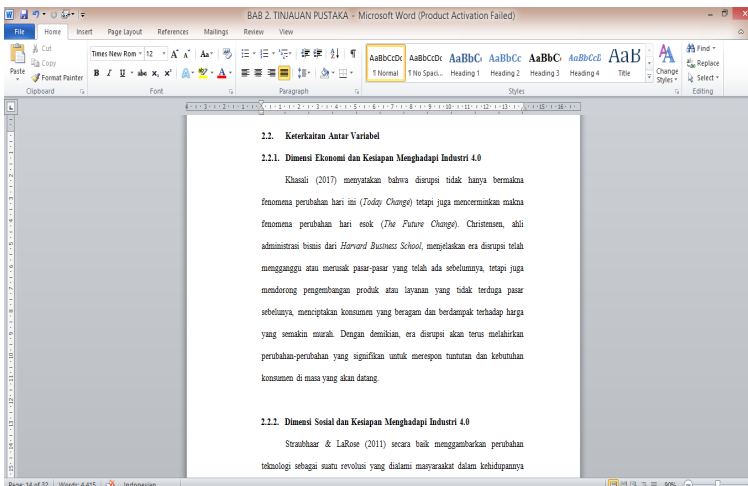 BAB 2. TINJAUAN PUSTAKA - Microsoft Word (Product Activation Failed)
File Home Insert Page Layout References Mailings Review View
Cut
Copy
Format Painter
Paste
Clipboard
Times New Rom 12
Font
Paragraph
AaBbCcDc AaBbCcDc AaBbC AaBbCc AaBbC AaBbCcD AaB
¶ Normal ¶ No Spaci... Heading 1 Heading 2 Heading 3 Heading 4 Title
Change Styles
Styles
Find
Replace
Select
Editing
2.2. Keterkaitan Antar Variabel
2.2.1. Dimensi Ekonomi dan Kesiapan Menghadapi Industri 4.0
Khasali (2017) menyatakan bahwa disrupsi tidak hanya bermakna
fenomena perubahan hari ini (Today Change) tetapi juga mencerminkan makna
fenomena perubahan hari esok (The Future Change). Christensen, ahli
administrasi bisnis dari Harvard Business School, menjelaskan era disrupsi telah
mengganggu atau merusak pasar-pasar yang telah ada sebelumnya, tetapi juga
mendorong pengembangan produk atau layanan yang tidak terduga pasar
sebelunya, menciptakan konsumen yang beragam dan berdampak terhadap harga
yang semakin murah. Dengan demikian, era disrupsi akan terus melahirkan
perubahan-perubahan yang signifikan untuk merespon tuntutan dan kebutuhan
konsumen di masa yang akan datang.
2.2.2. Dimensi Sosial dan Kesiapan Menghadapi Industri 4.0
Straubhaar & LaRose (2011) secara baik menggambarkan perubahan
teknologi sebagai suatu revolusi yang dialami masyaraakat dalam kehidupannya
Page: 14 of 32 Words: 4.415 Indonesian 90%